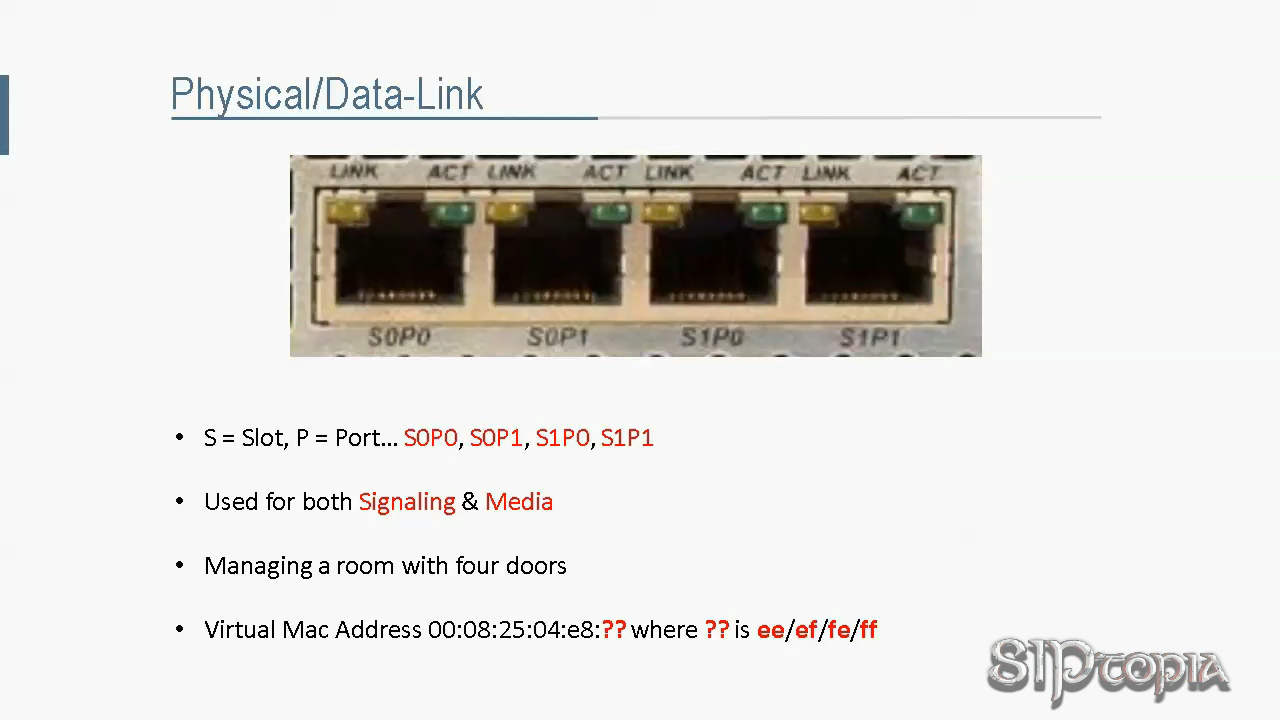 Physical/Data-Link
LINK ACT LINK ACT LINK ACT LINK ACT
S0P0 S0P1 S1P0 S1P1
• S = Slot, P = Port... S0P0, S0P1, S1P0, S1P1
• Used for both Signaling & Media
• Managing a room with four doors
• Virtual Mac Address 00:08:25:04:e8:?? where ?? is ee/ef/fe/ff
SIPtopia